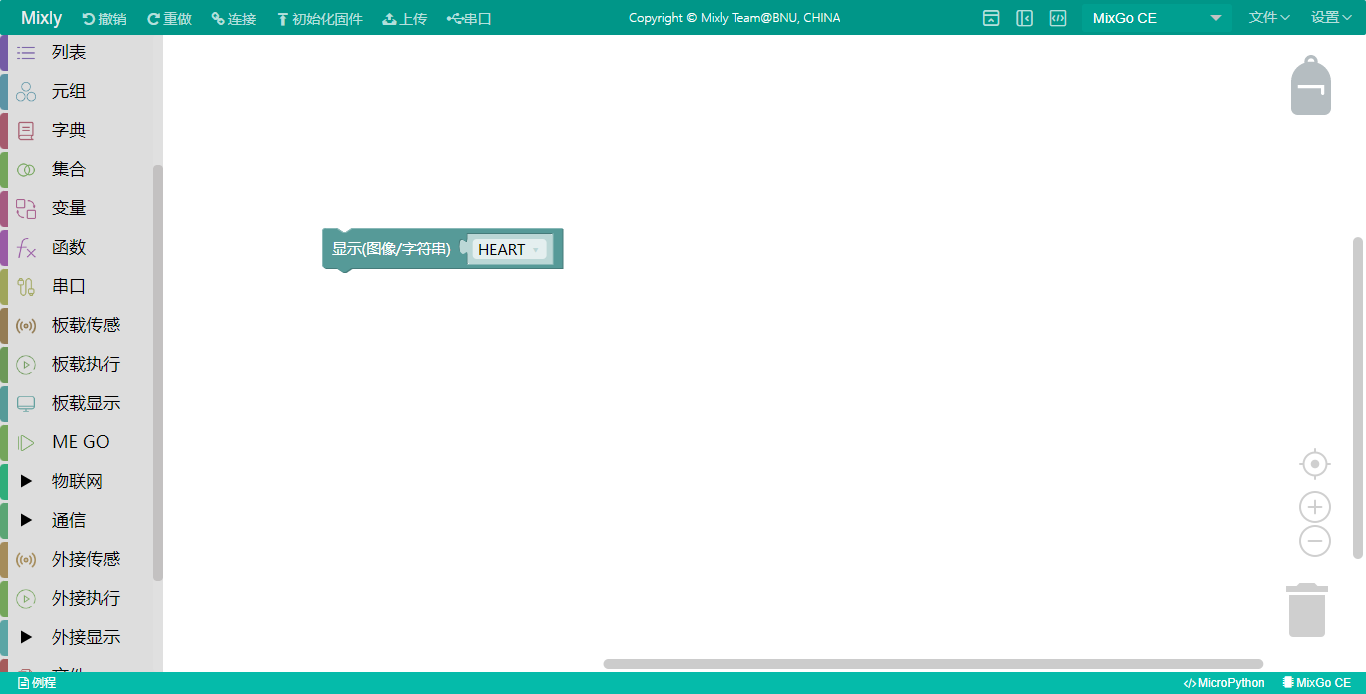 Mixly 撤销 重做 连接 初始化固件 上传 串口 Copyright © Mixly Team@BNU, CHINA MixGo CE 文件 设置
列表
元组
字典
集合
变量
函数
串口
板载传感
板载执行
板载显示
ME GO
物联网
通信
外接传感
外接执行
外接显示
显示(图像/字符串) HEART
例程 MicroPython MixGo CE